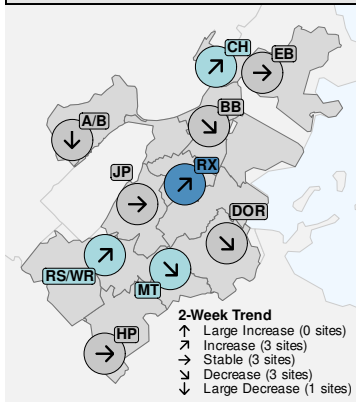 CH
EB
BB
A/B
RX
JP
DOR
RS/WR
MT
HP
2-Week Trend
↑ Large Increase (0 sites)
↗ Increase (3 sites)
→ Stable (3 sites)
↘ Decrease (3 sites)
↓ Large Decrease (1 sites)